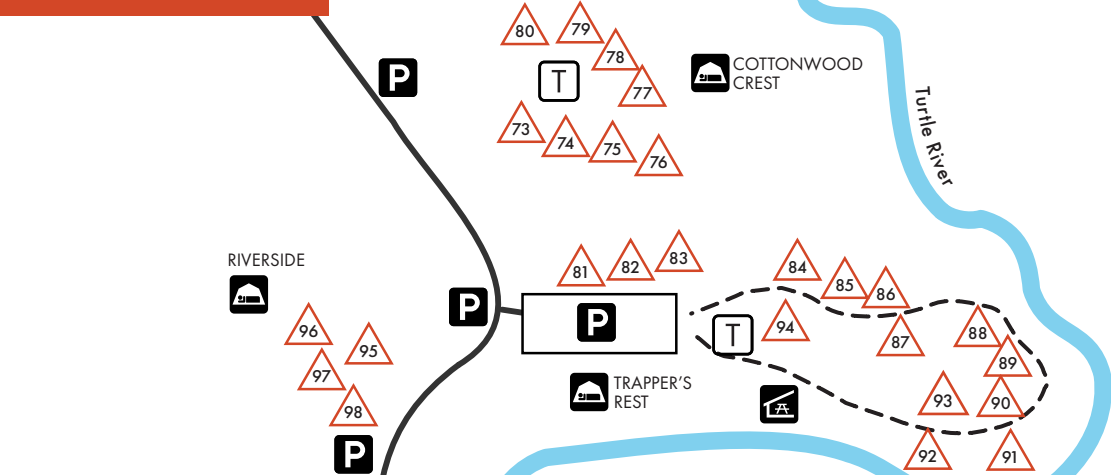 80
79
78
77
T
P
COTTONWOOD
CREST
73
74
75
76
Turtle River
RIVERSIDE
81
82
83
84
85
86
P
P
T
94
87
88
89
96
95
97
98
TRAPPER'S
REST
93
90
P
92
91